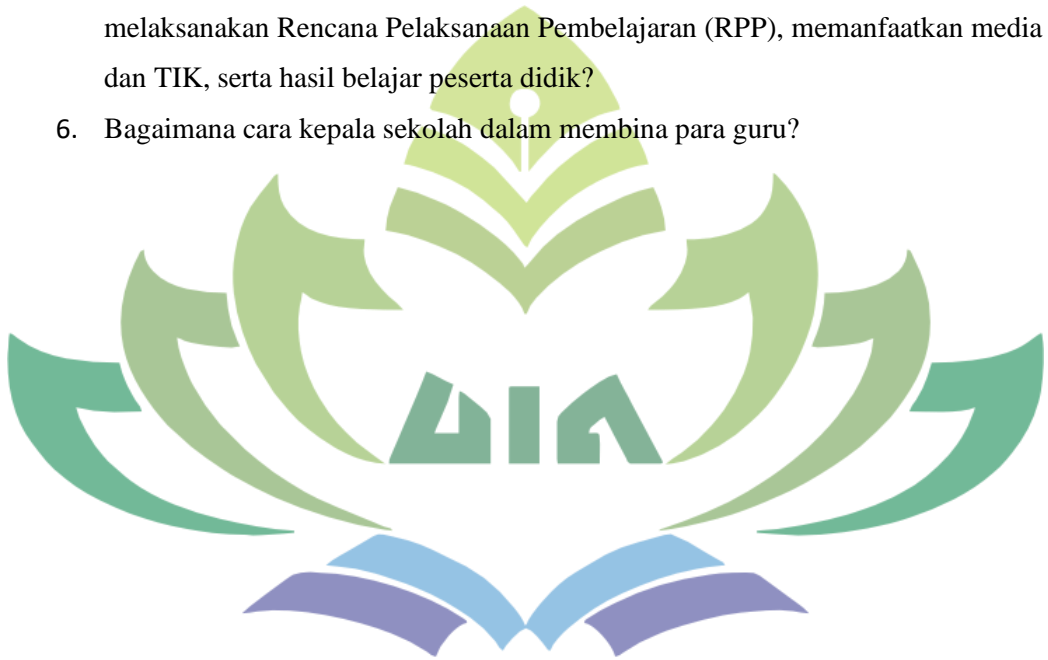 melaksanakan Rencana Pelaksanaan Pembelajaran (RPP), memanfaatkan media
dan TIK, serta hasil belajar peserta didik?
6. Bagaimana cara kepala sekolah dalam membina para guru?
UIN